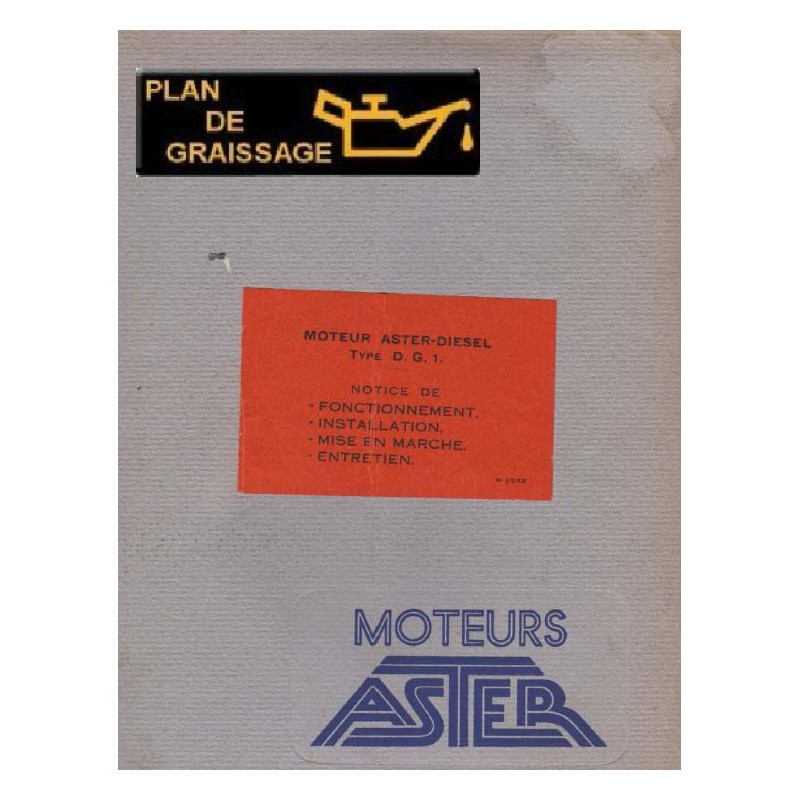 PLAN
DE
GRAISSAGE
MOTEUR ASTER-DIESEL
TYPE D. G. 1.
NOTICE DE
- FONCTIONNEMENT.
- INSTALLATION.
- MISE EN MARCHE.
- ENTRETIEN.
MOTEURS
ASTER